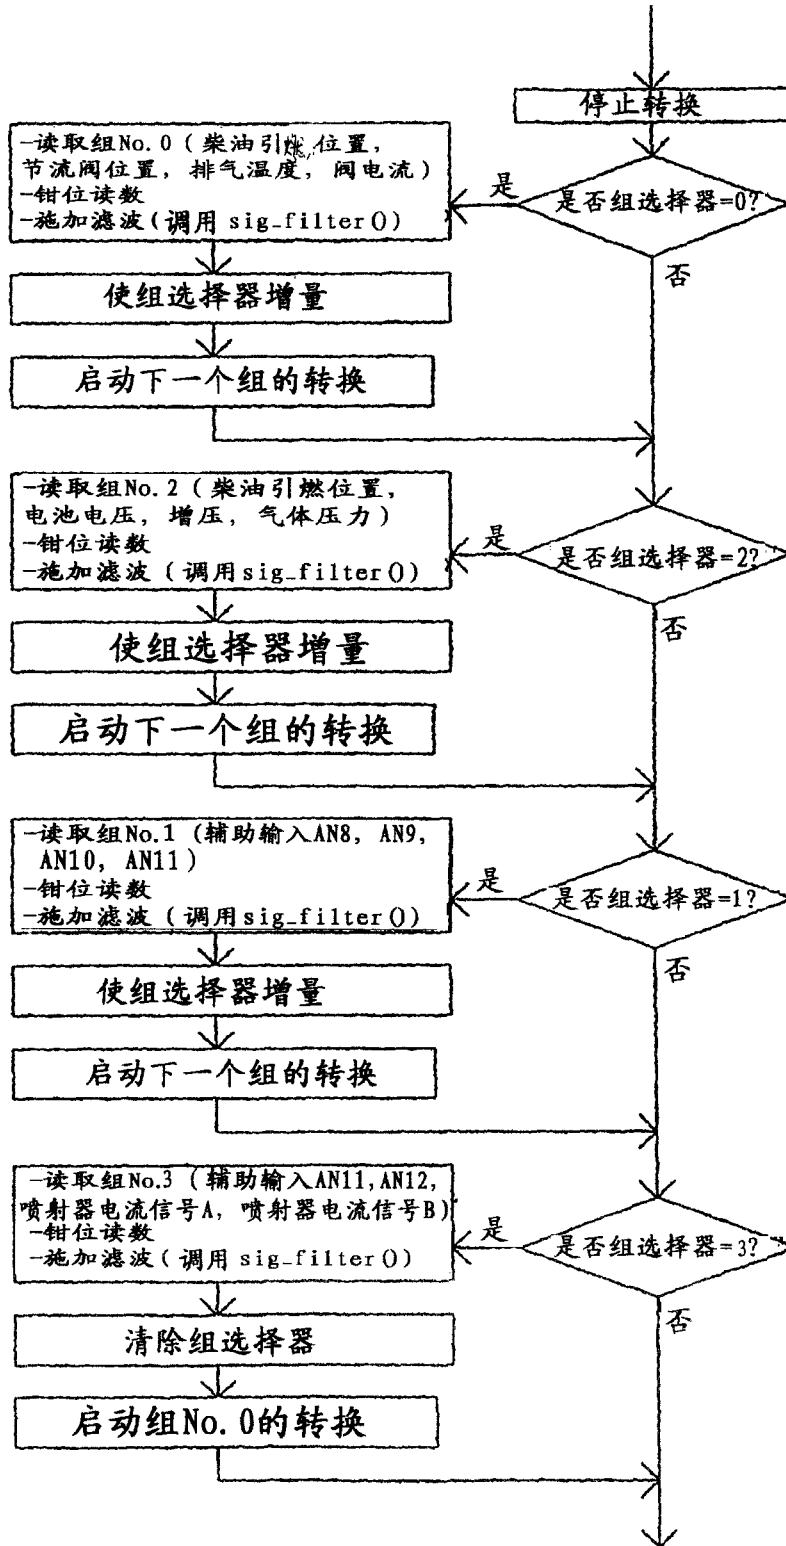 停止转换
-读取组No.0（柴油引燃位置，
节流阀位置，排气温度，阀电流）
-钳位读数
-施加滤波(调用sig_filter())
是
是否组选择器=0?
否
使组选择器增量
启动下一个组的转换
-读取组No.2（柴油引燃位置，
电池电压，增压，气体压力）
-钳位读数
-施加滤波（调用sig_filter())
是
是否组选择器=2?
否
使组选择器增量
启动下一个组的转换
-读取组No.1（辅助输入AN8，AN9，
AN10，AN11）
-钳位读数
-施加滤波（调用sig_filter())
是
是否组选择器=1?
否
使组选择器增量
启动下一个组的转换
-读取组No.3（辅助输入AN11,AN12,
喷射器电流信号A，喷射器电流信号B)
-钳位读数
-施加滤波（调用sig_filter())
是
是否组选择器=3?
否
清除组选择器
启动组No.0的转换